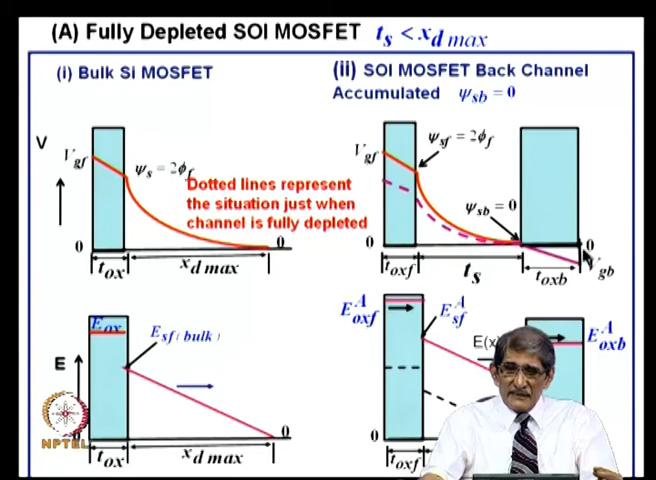 (A) Fully Depleted SOI MOSFET t_s < x_d max
(i) Bulk Si MOSFET
(ii) SOI MOSFET Back Channel
Accumulated ψ_sb = 0
V
V_gf
ψ_s = 2ϕ_f
Dotted lines represent
the situation just when
channel is fully depleted
0
0
t_ox
x_d max
V_gf
ψ_sf = 2ϕ_f
ψ_sb = 0
0
0
V_gb
t_oxf
t_s
t_oxb
E_ox
E_sf(bulk)
E
0
t_ox
x_d max
E^A_oxf
E^A_sf
E(x)
E^A_oxb
0
t_oxf
NPTEL